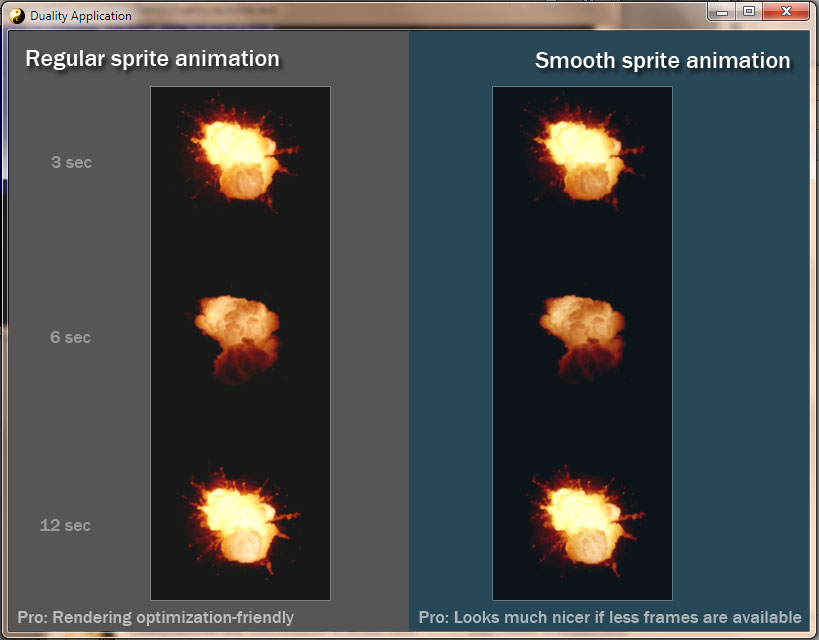 Duality Application
Regular sprite animation
Smooth sprite animation
3 sec
6 sec
12 sec
Pro: Rendering optimization-friendly
Pro: Looks much nicer if less frames are available